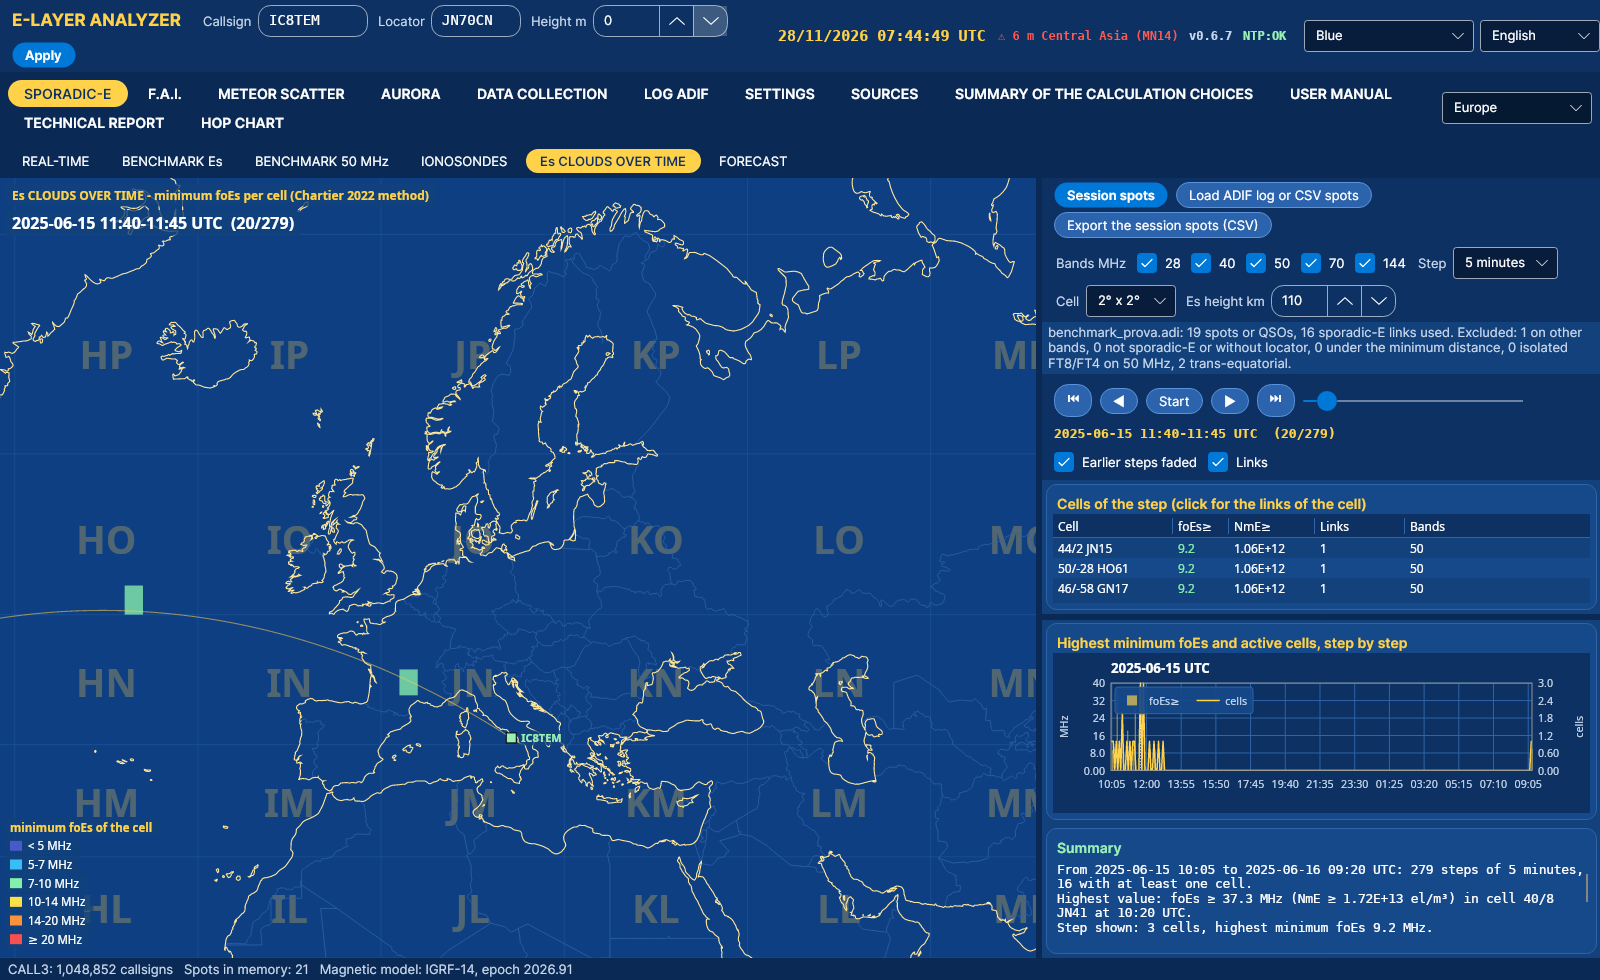 E-LAYER ANALYZER Callsign IC8TEM Locator JN70CN Height m 0
28/11/2026 07:44:49 UTC ⚠ 6 m Central Asia (MN14) v0.6.7 NTP:OK Blue English
Apply
SPORADIC-E F.A.I. METEOR SCATTER AURORA DATA COLLECTION LOG ADIF SETTINGS SOURCES SUMMARY OF THE CALCULATION CHOICES USER MANUAL
Europe
TECHNICAL REPORT HOP CHART
REAL-TIME BENCHMARK Es BENCHMARK 50 MHz IONOSONDES Es CLOUDS OVER TIME FORECAST
Es CLOUDS OVER TIME - minimum foEs per cell (Chartier 2022 method)
2025-06-15 11:40-11:45 UTC (20/279)
HP IP JP KP LP
HO IO JO KO LO MO
HN IN JN KN LN
IC8TEM
HM IM JM KM LM
HL IL JL KL
minimum foEs of the cell
< 5 MHz
5-7 MHz
7-10 MHz
10-14 MHz
14-20 MHz
≥ 20 MHz
Session spots Load ADIF log or CSV spots
Export the session spots (CSV)
Bands MHz 28 40 50 70 144 Step 5 minutes
Cell 2° x 2° Es height km 110
benchmark_prova.adi: 19 spots or QSOs, 16 sporadic-E links used. Excluded: 1 on other
bands, 0 not sporadic-E or without locator, 0 under the minimum distance, 0 isolated
FT8/FT4 on 50 MHz, 2 trans-equatorial.
⏮ ◀ Start ▶ ⏭
2025-06-15 11:40-11:45 UTC (20/279)
Earlier steps faded Links
Cells of the step (click for the links of the cell)
Cell foEs≥ NmE≥ Links Bands
44/2 JN15 9.2 1.06E+12 1 50
50/-28 HO61 9.2 1.06E+12 1 50
46/-58 GN17 9.2 1.06E+12 1 50
Highest minimum foEs and active cells, step by step
2025-06-15 UTC
foEs≥ cells
MHz
40
32
24
16
8.0
0.00
cells
3.0
2.4
1.8
1.2
0.60
0.00
10:05 12:00 13:55 15:50 17:45 19:40 21:35 23:30 01:25 03:20 05:15 07:10 09:05
Summary
From 2025-06-15 10:05 to 2025-06-16 09:20 UTC: 279 steps of 5 minutes,
16 with at least one cell.
Highest value: foEs ≥ 37.3 MHz (NmE ≥ 1.72E+13 el/m³) in cell 40/8
JN41 at 10:20 UTC.
Step shown: 3 cells, highest minimum foEs 9.2 MHz.
CALL3: 1,048,852 callsigns Spots in memory: 21 Magnetic model: IGRF-14, epoch 2026.91